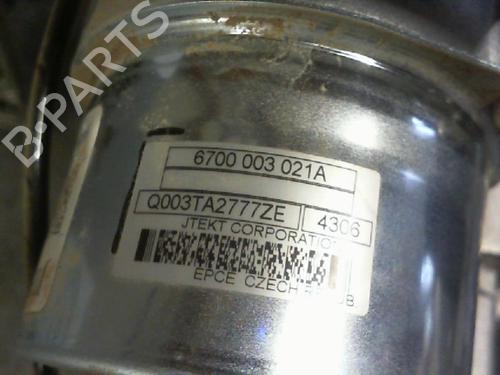 B-PARTS
6700 003 021A
Q003TA2777ZE 4306
JTEKT CORPORATION
EPCE CZECH